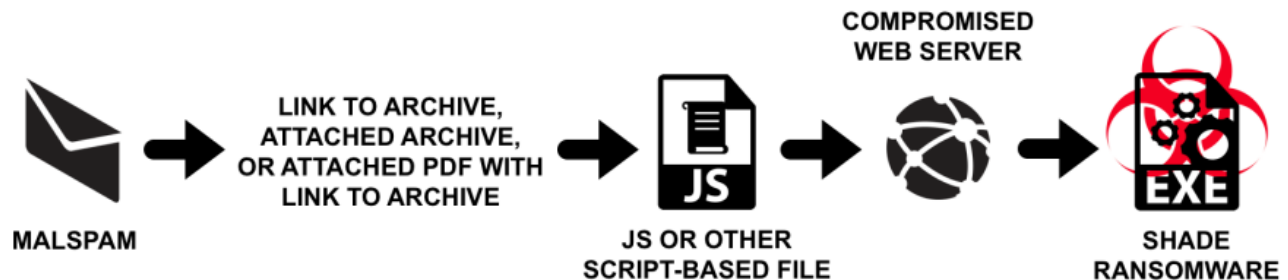 MALSPAM
LINK TO ARCHIVE,
ATTACHED ARCHIVE,
OR ATTACHED PDF WITH
LINK TO ARCHIVE
JS
JS OR OTHER
SCRIPT-BASED FILE
COMPROMISED
WEB SERVER
EXE
SHADE
RANSOMWARE